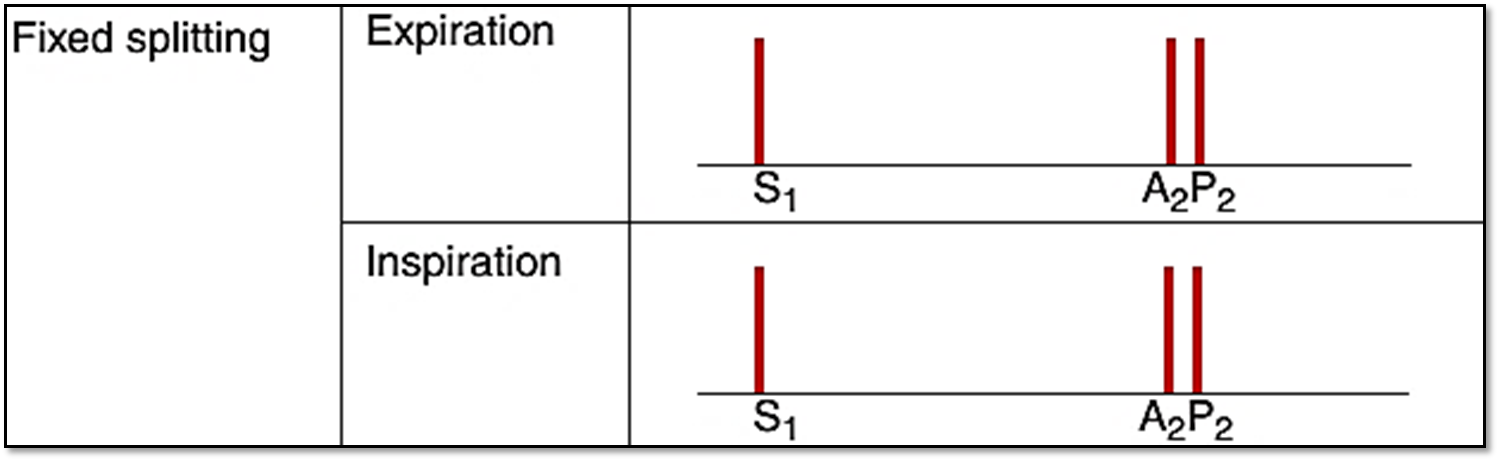 Fixed splitting
Expiration
S₁
A₂P₂
Inspiration
S₁
A₂P₂